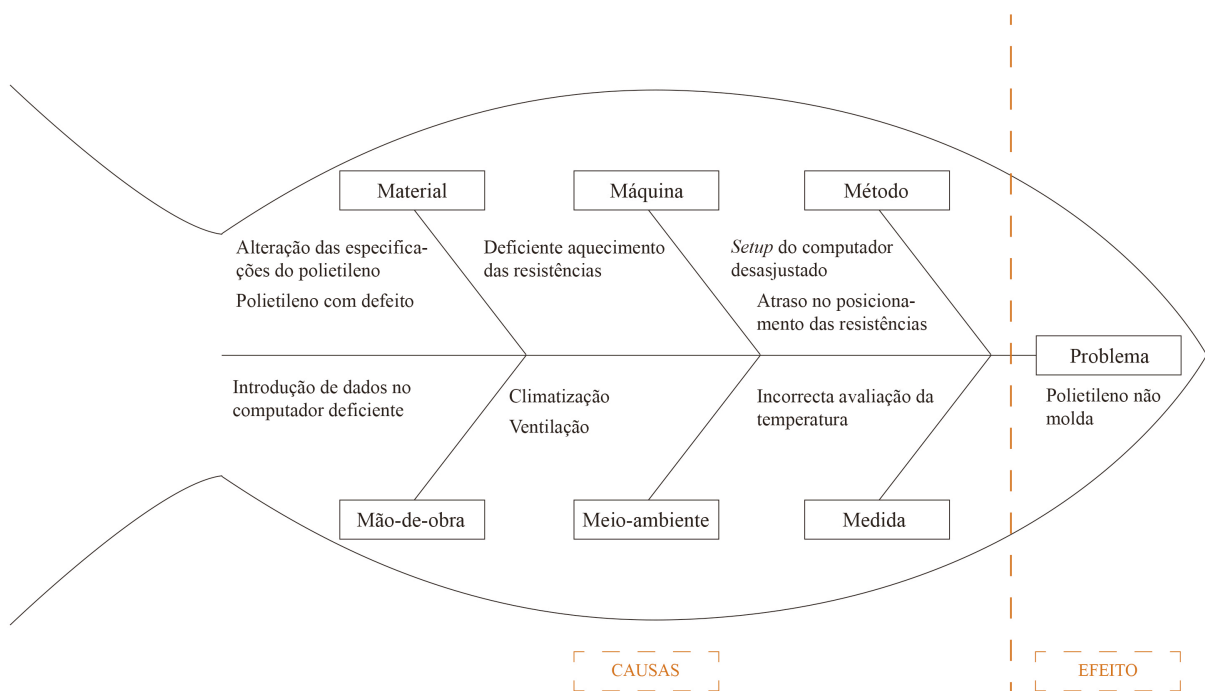 Material
Máquina
Método
Alteração das especifica-
ções do polietileno
Polietileno com defeito
Deficiente aquecimento
das resistências
Setup do computador
desasjustado
Atraso no posiciona-
mento das resistências
Problema
Polietileno não
molda
Introdução de dados no
computador deficiente
Climatização
Ventilação
Incorrecta avaliação da
temperatura
Mão-de-obra
Meio-ambiente
Medida
CAUSAS
EFEITO